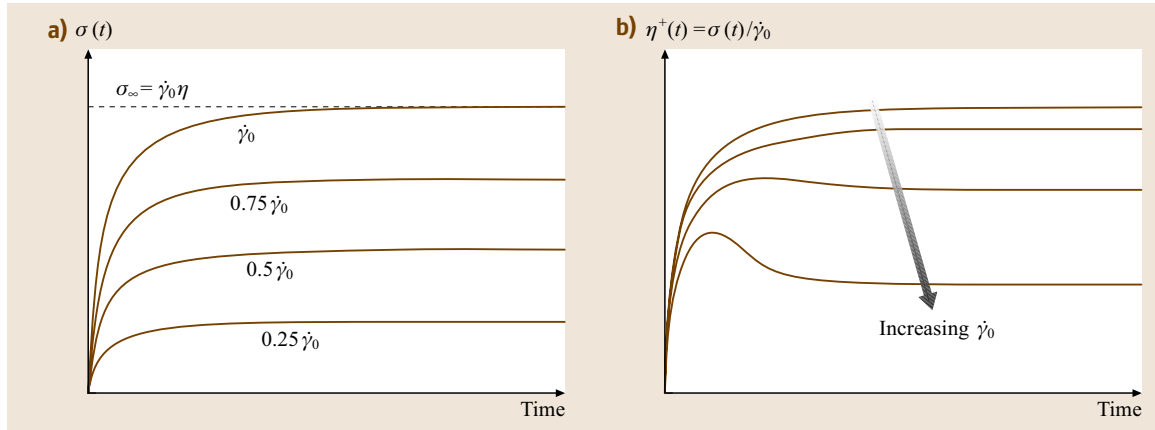 a) σ (t)
σ∞ = γ̇0η
γ̇0
0.75 γ̇0
0.5 γ̇0
0.25 γ̇0
Time
b) η⁺(t) = σ (t)/γ̇0
Increasing γ̇0
Time